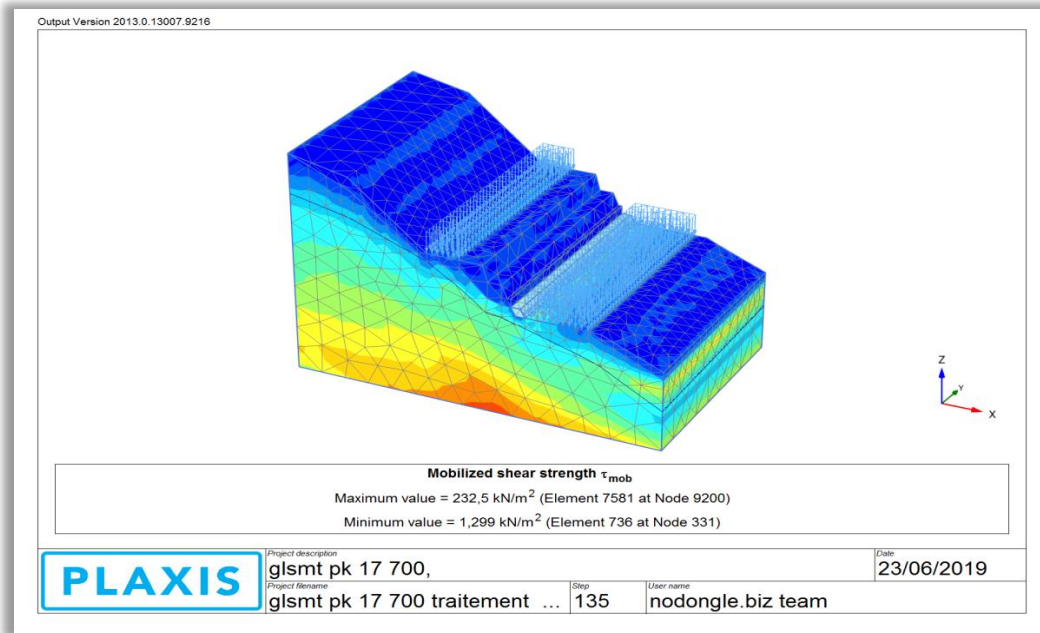 Output Version 2013.0.13007.9216
Z
Y
X
Mobilized shear strength τmob
Maximum value = 232,5 kN/m² (Element 7581 at Node 9200)
Minimum value = 1,299 kN/m² (Element 736 at Node 331)
PLAXIS
Project description
glsmt pk 17 700,
Date
23/06/2019
Project filename
glsmt pk 17 700 traitement ...
Step
135
User name
nodongle.biz team